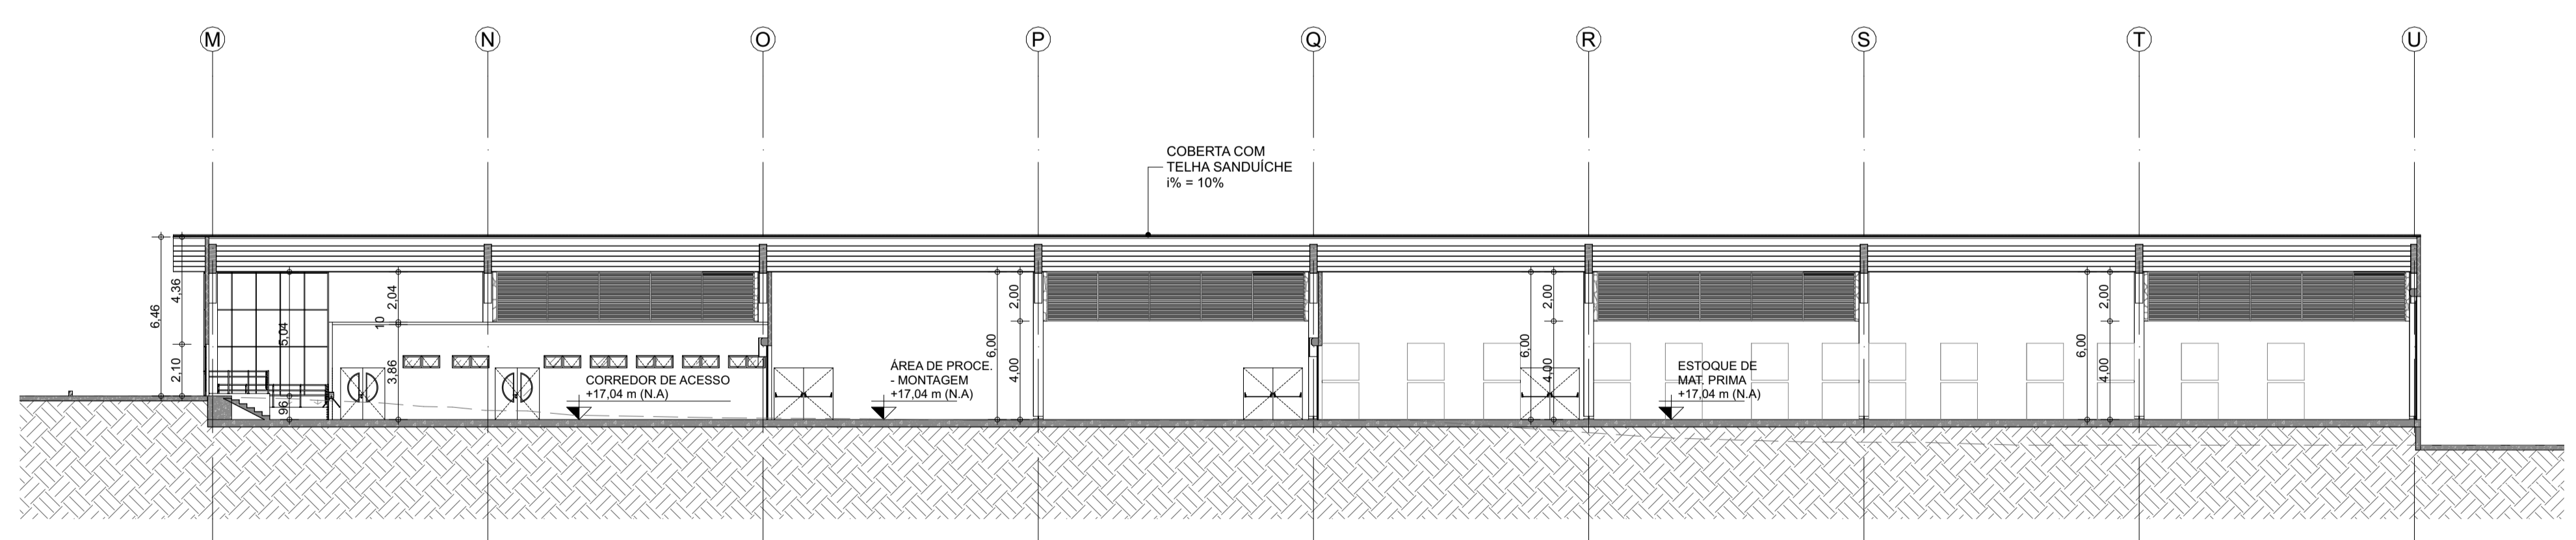 M
N
O
P
Q
R
S
T
U
COBERTA COM
TELHA SANDUÍCHE
i% = 10%
6,46
4,36
2,10
5,04
96
2,04
10
3,86
CORREDOR DE ACESSO
+17,04 m (N.A)
ÁREA DE PROCE.
- MONTAGEM
+17,04 m (N.A)
6,00
2,00
4,00
6,00
2,00
4,00
ESTOQUE DE
MAT. PRIMA
+17,04 m (N.A)
6,00
2,00
4,00